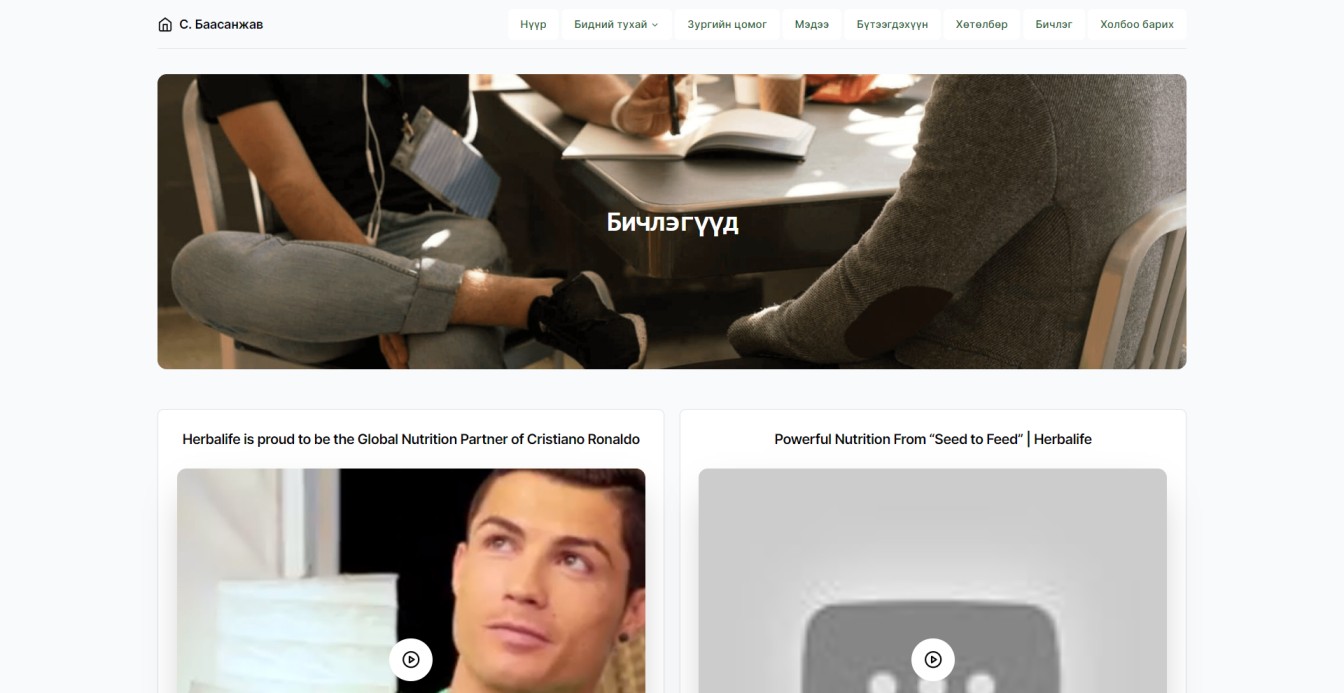 С. Баасанжав
Нүүр
Бидний тухай
Зургийн цомог
Мэдээ
Бүтээгдэхүүн
Хөтөлбөр
Бичлэг
Холбоо барих
Бичлэгүүд
Herbalife is proud to be the Global Nutrition Partner of Cristiano Ronaldo
Powerful Nutrition From “Seed to Feed” | Herbalife